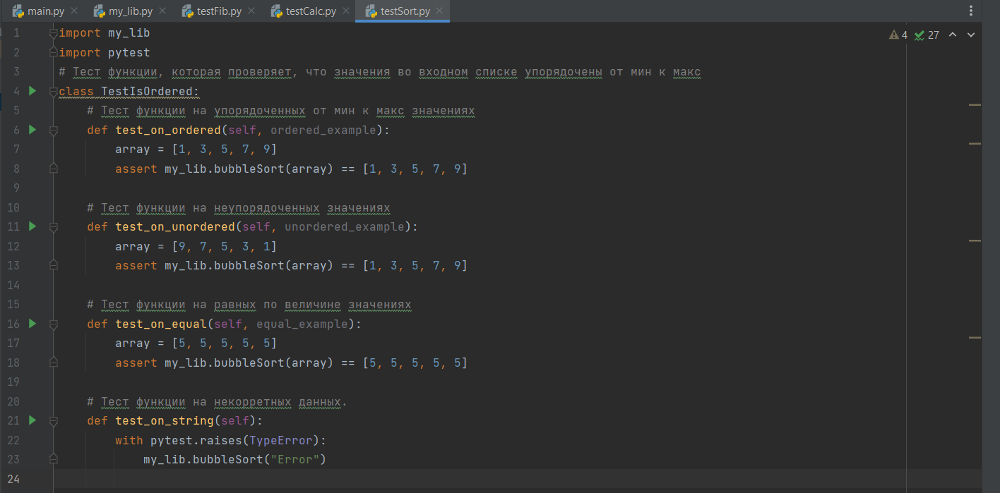 main.py my_lib.py testFib.py testCalc.py testSort.py
4 27
1 import my_lib
2 import pytest
3 # Тест функции, которая проверяет, что значения во входном списке упорядочены от мин к макс
4 class TestIsOrdered:
5 # Тест функции на упорядоченных от мин к макс значениях
6 def test_on_ordered(self, ordered_example):
7 array = [1, 3, 5, 7, 9]
8 assert my_lib.bubbleSort(array) == [1, 3, 5, 7, 9]
9
10 # Тест функции на неупорядоченных значениях
11 def test_on_unordered(self, unordered_example):
12 array = [9, 7, 5, 3, 1]
13 assert my_lib.bubbleSort(array) == [1, 3, 5, 7, 9]
14
15 # Тест функции на равных по величине значениях
16 def test_on_equal(self, equal_example):
17 array = [5, 5, 5, 5, 5]
18 assert my_lib.bubbleSort(array) == [5, 5, 5, 5, 5]
19
20 # Тест функции на некорретных данных.
21 def test_on_string(self):
22 with pytest.raises(TypeError):
23 my_lib.bubbleSort("Error")
24